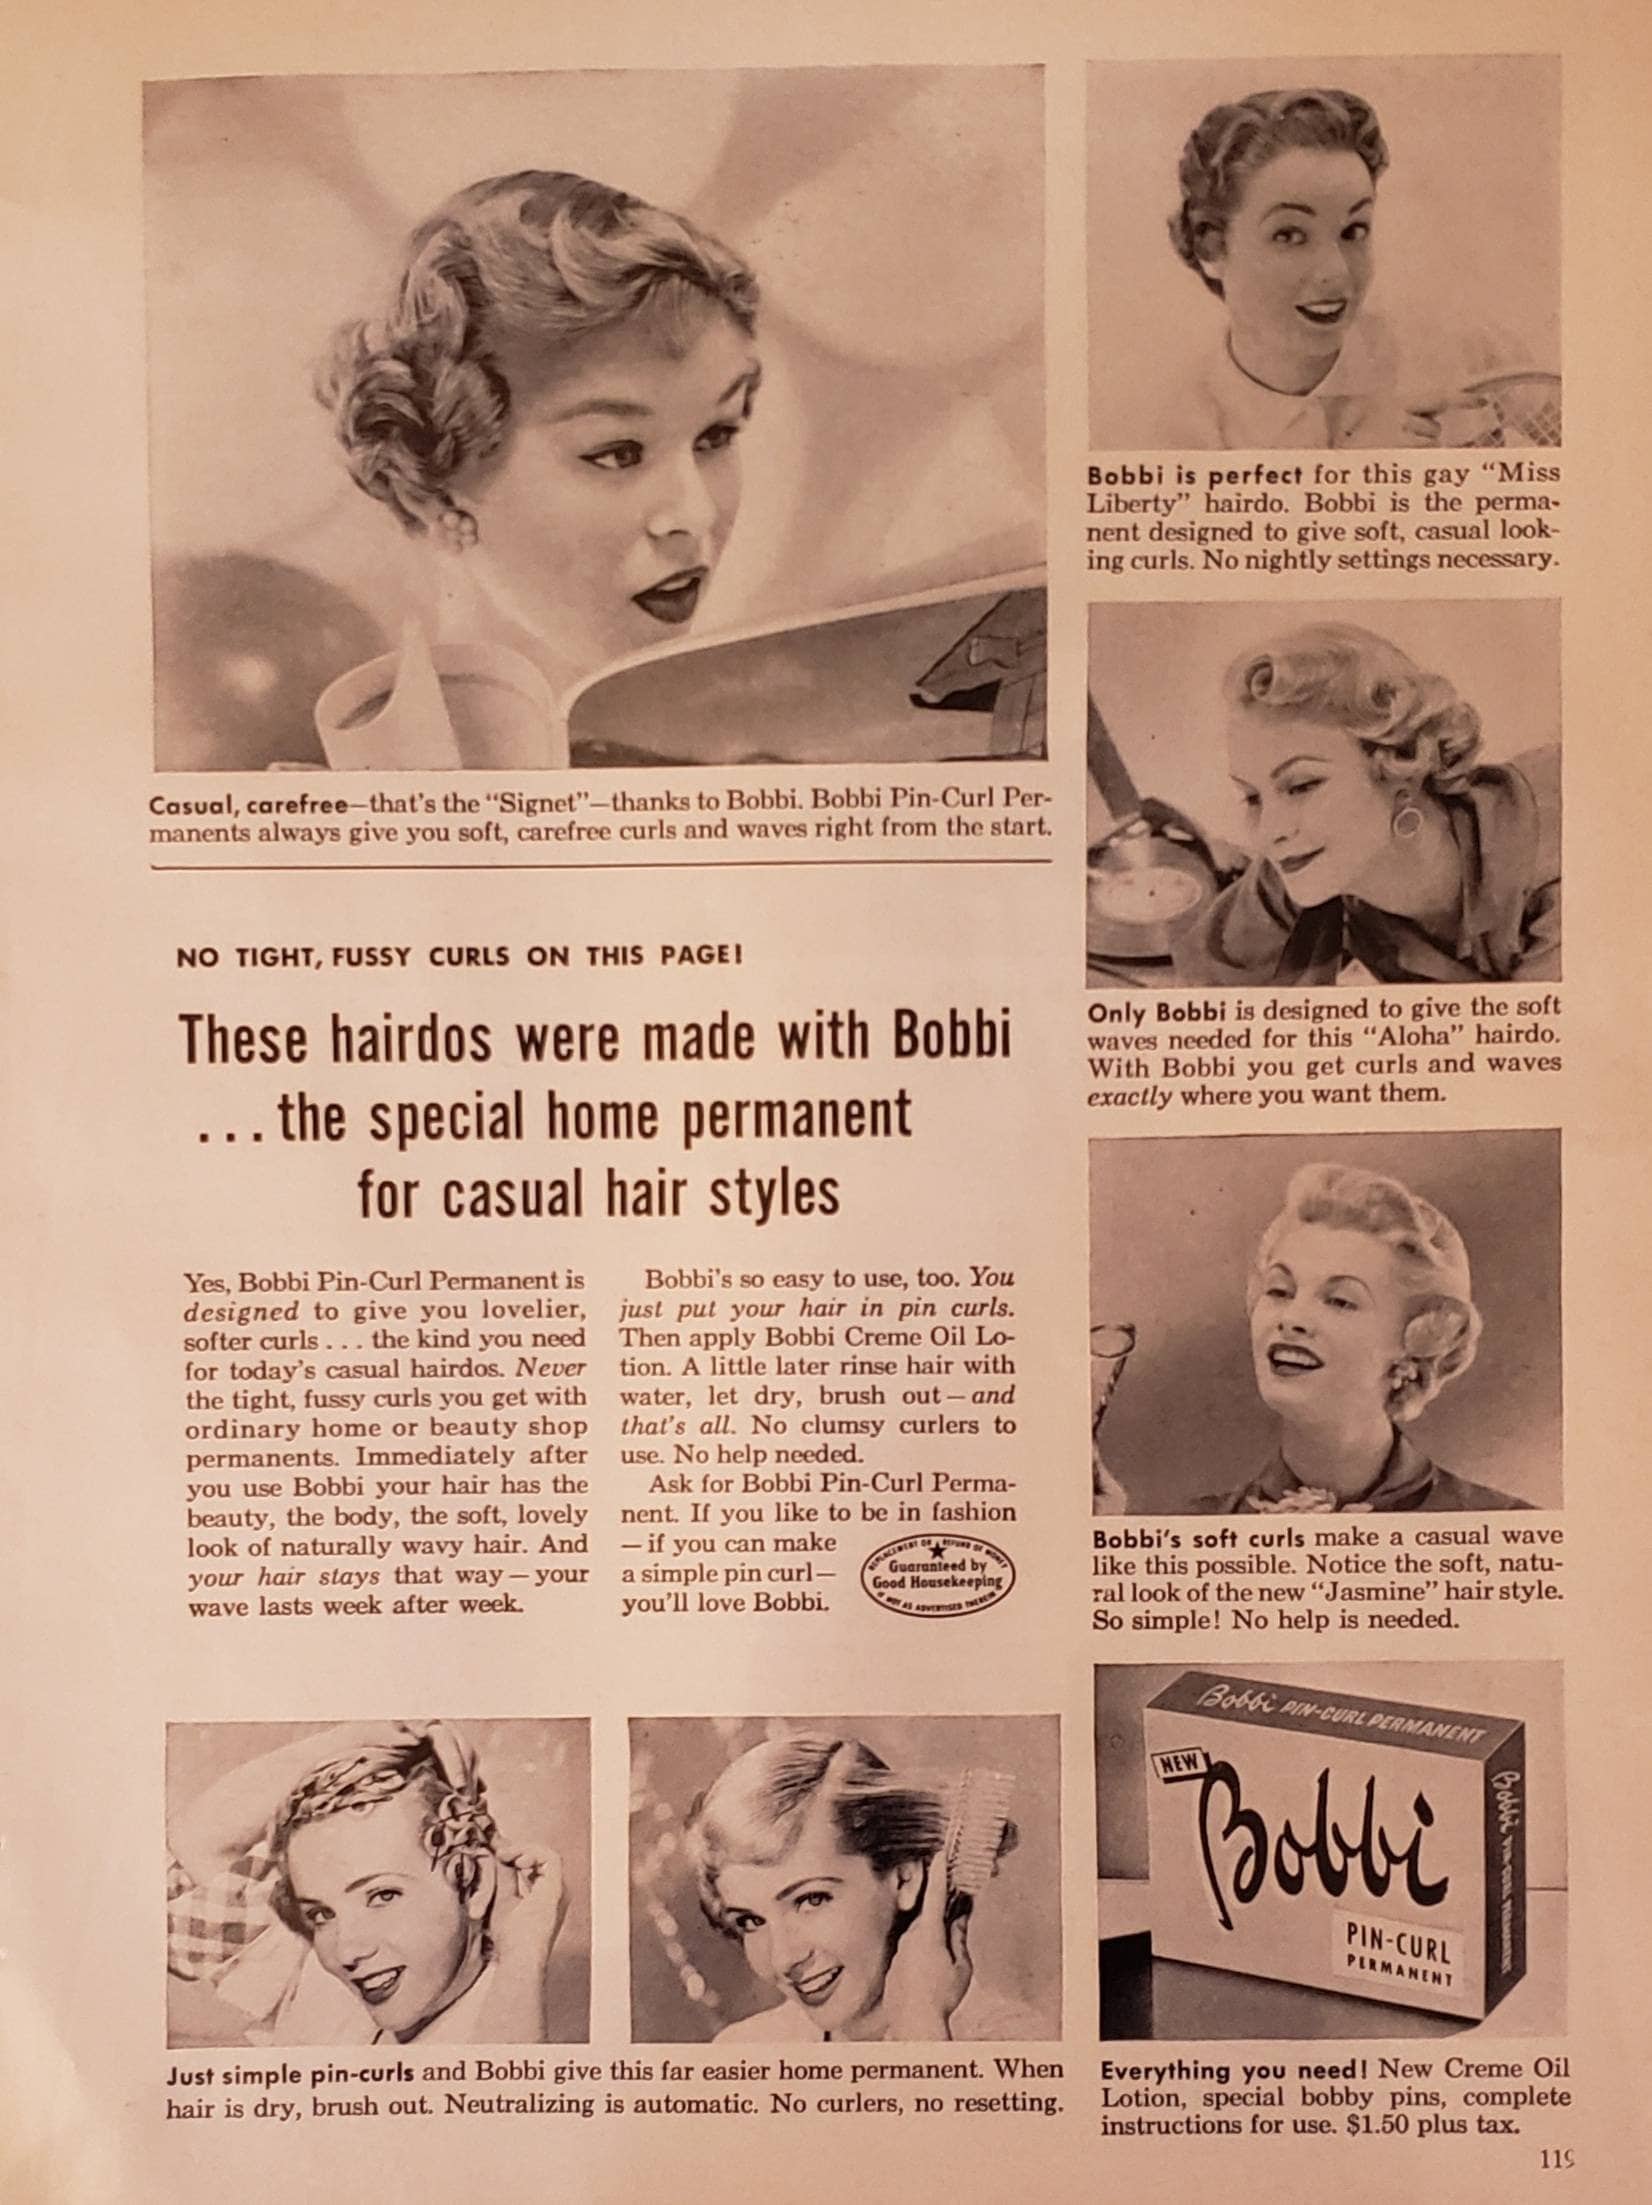 Casual, carefree—that's the "Signet"—thanks to Bobbi. Bobbi Pin-Curl Per-
manents always give you soft, carefree curls and waves right from the start.
NO TIGHT, FUSSY CURLS ON THIS PAGE!
These hairdos were made with Bobbi
...the special home permanent
for casual hair styles
Yes, Bobbi Pin-Curl Permanent is
designed to give you lovelier,
softer curls... the kind you need
for today's casual hairdos. Never
the tight, fussy curls you get with
ordinary home or beauty shop
permanents. Immediately after
you use Bobbi your hair has the
beauty, the body, the soft, lovely
look of naturally wavy hair. And
your hair stays that way—your
wave lasts week after week.
Bobbi's so easy to use, too. You
just put your hair in pin curls.
Then apply Bobbi Creme Oil Lo-
tion. A little later rinse hair with
water, let dry, brush out—and
that's all. No clumsy curlers to
use. No help needed.
Ask for Bobbi Pin-Curl Perma-
nent. If you like to be in fashion
—if you can make
a simple pin curl—
you'll love Bobbi.
REPLACEMENT OR REFUND OF MONEY
Guaranteed by
Good Housekeeping
IF NOT AS ADVERTISED THEREIN
Just simple pin-curls and Bobbi give this far easier home permanent. When
hair is dry, brush out. Neutralizing is automatic. No curlers, no resetting.
Bobbi is perfect for this gay "Miss
Liberty" hairdo. Bobbi is the perma-
nent designed to give soft, casual look-
ing curls. No nightly settings necessary.
Only Bobbi is designed to give the soft
waves needed for this "Aloha" hairdo.
With Bobbi you get curls and waves
exactly where you want them.
Bobbi's soft curls make a casual wave
like this possible. Notice the soft, natu-
ral look of the new "Jasmine" hair style.
So simple! No help is needed.
Bobbi PIN-CURL PERMANENT
NEW
Bobbi
PIN-CURL
PERMANENT
Bobbi PIN-CURL PERMANENT
Everything you need! New Creme Oil
Lotion, special bobby pins, complete
instructions for use. $1.50 plus tax.
119